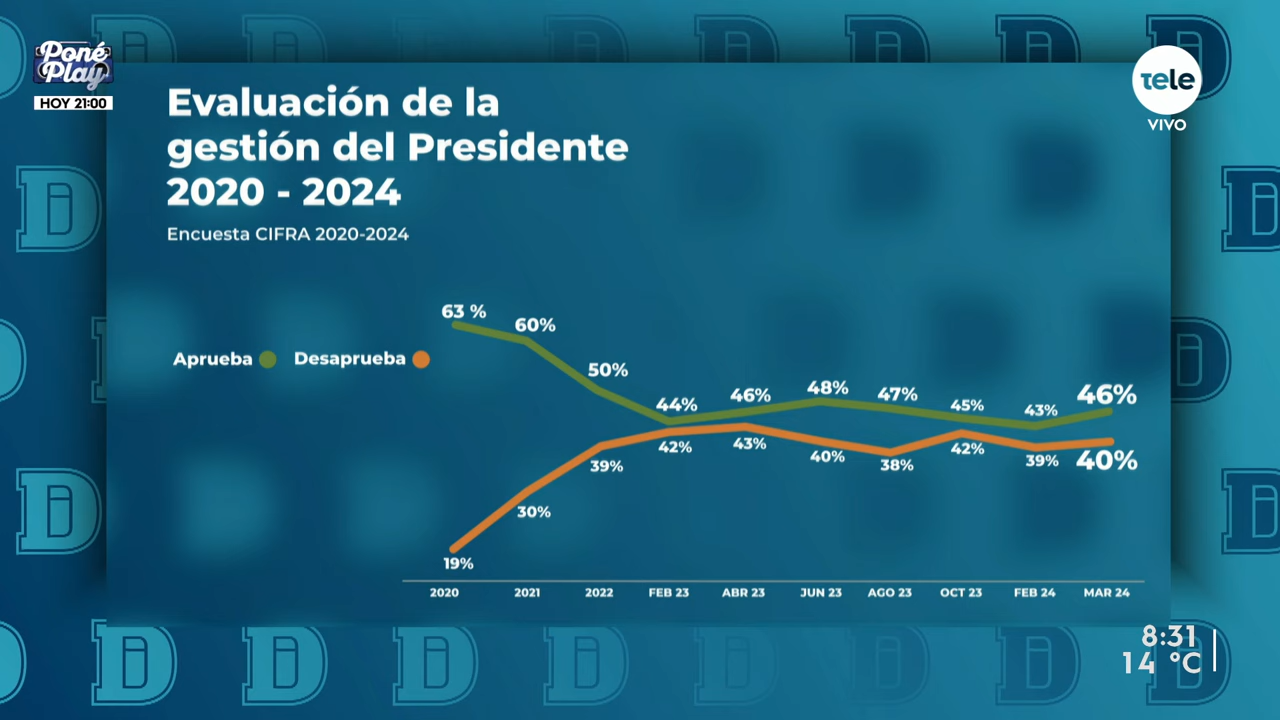 Poné
Play
HOY 21:00
tele
VIVO
Evaluación de la
gestión del Presidente
2020 - 2024
Encuesta CIFRA 2020-2024
Aprueba
Desaprueba
63 %
60%
50%
44%
46%
48%
47%
45%
43%
46%
19%
30%
39%
42%
43%
40%
38%
42%
39%
40%
2020
2021
2022
FEB 23
ABR 23
JUN 23
AGO 23
OCT 23
FEB 24
MAR 24
8:31
14 °C